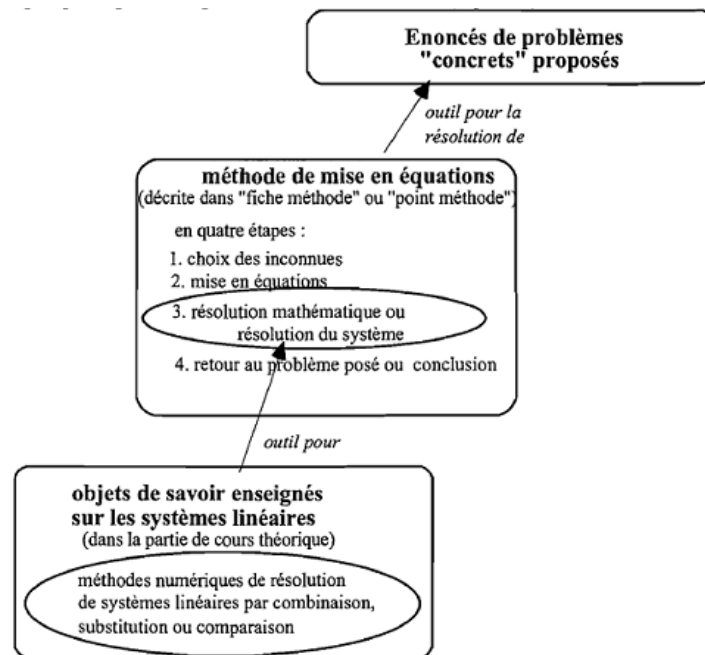 Enoncés de problèmes
"concrets" proposés
outil pour la
résolution de
méthode de mise en équations
(décrite dans "fiche méthode" ou "point méthode")
en quatre étapes :
1. choix des inconnues
2. mise en équations
3. résolution mathématique ou
résolution du système
4. retour au problème posé ou conclusion
outil pour
objets de savoir enseignés
sur les systèmes linéaires
(dans la partie de cours théorique)
méthodes numériques de résolution
de systèmes linéaires par combinaison,
substitution ou comparaison